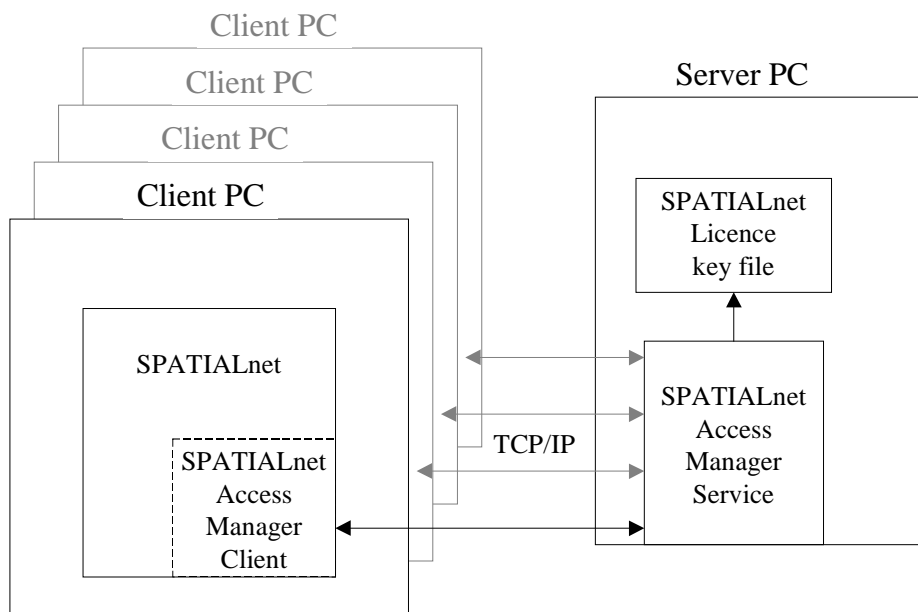 Client PC
Client PC
Client PC
Client PC
Server PC
SPATIALnet
Licence
key file
SPATIALnet
SPATIALnet
Access
Manager
Service
TCP/IP
SPATIALnet
Access
Manager
Client